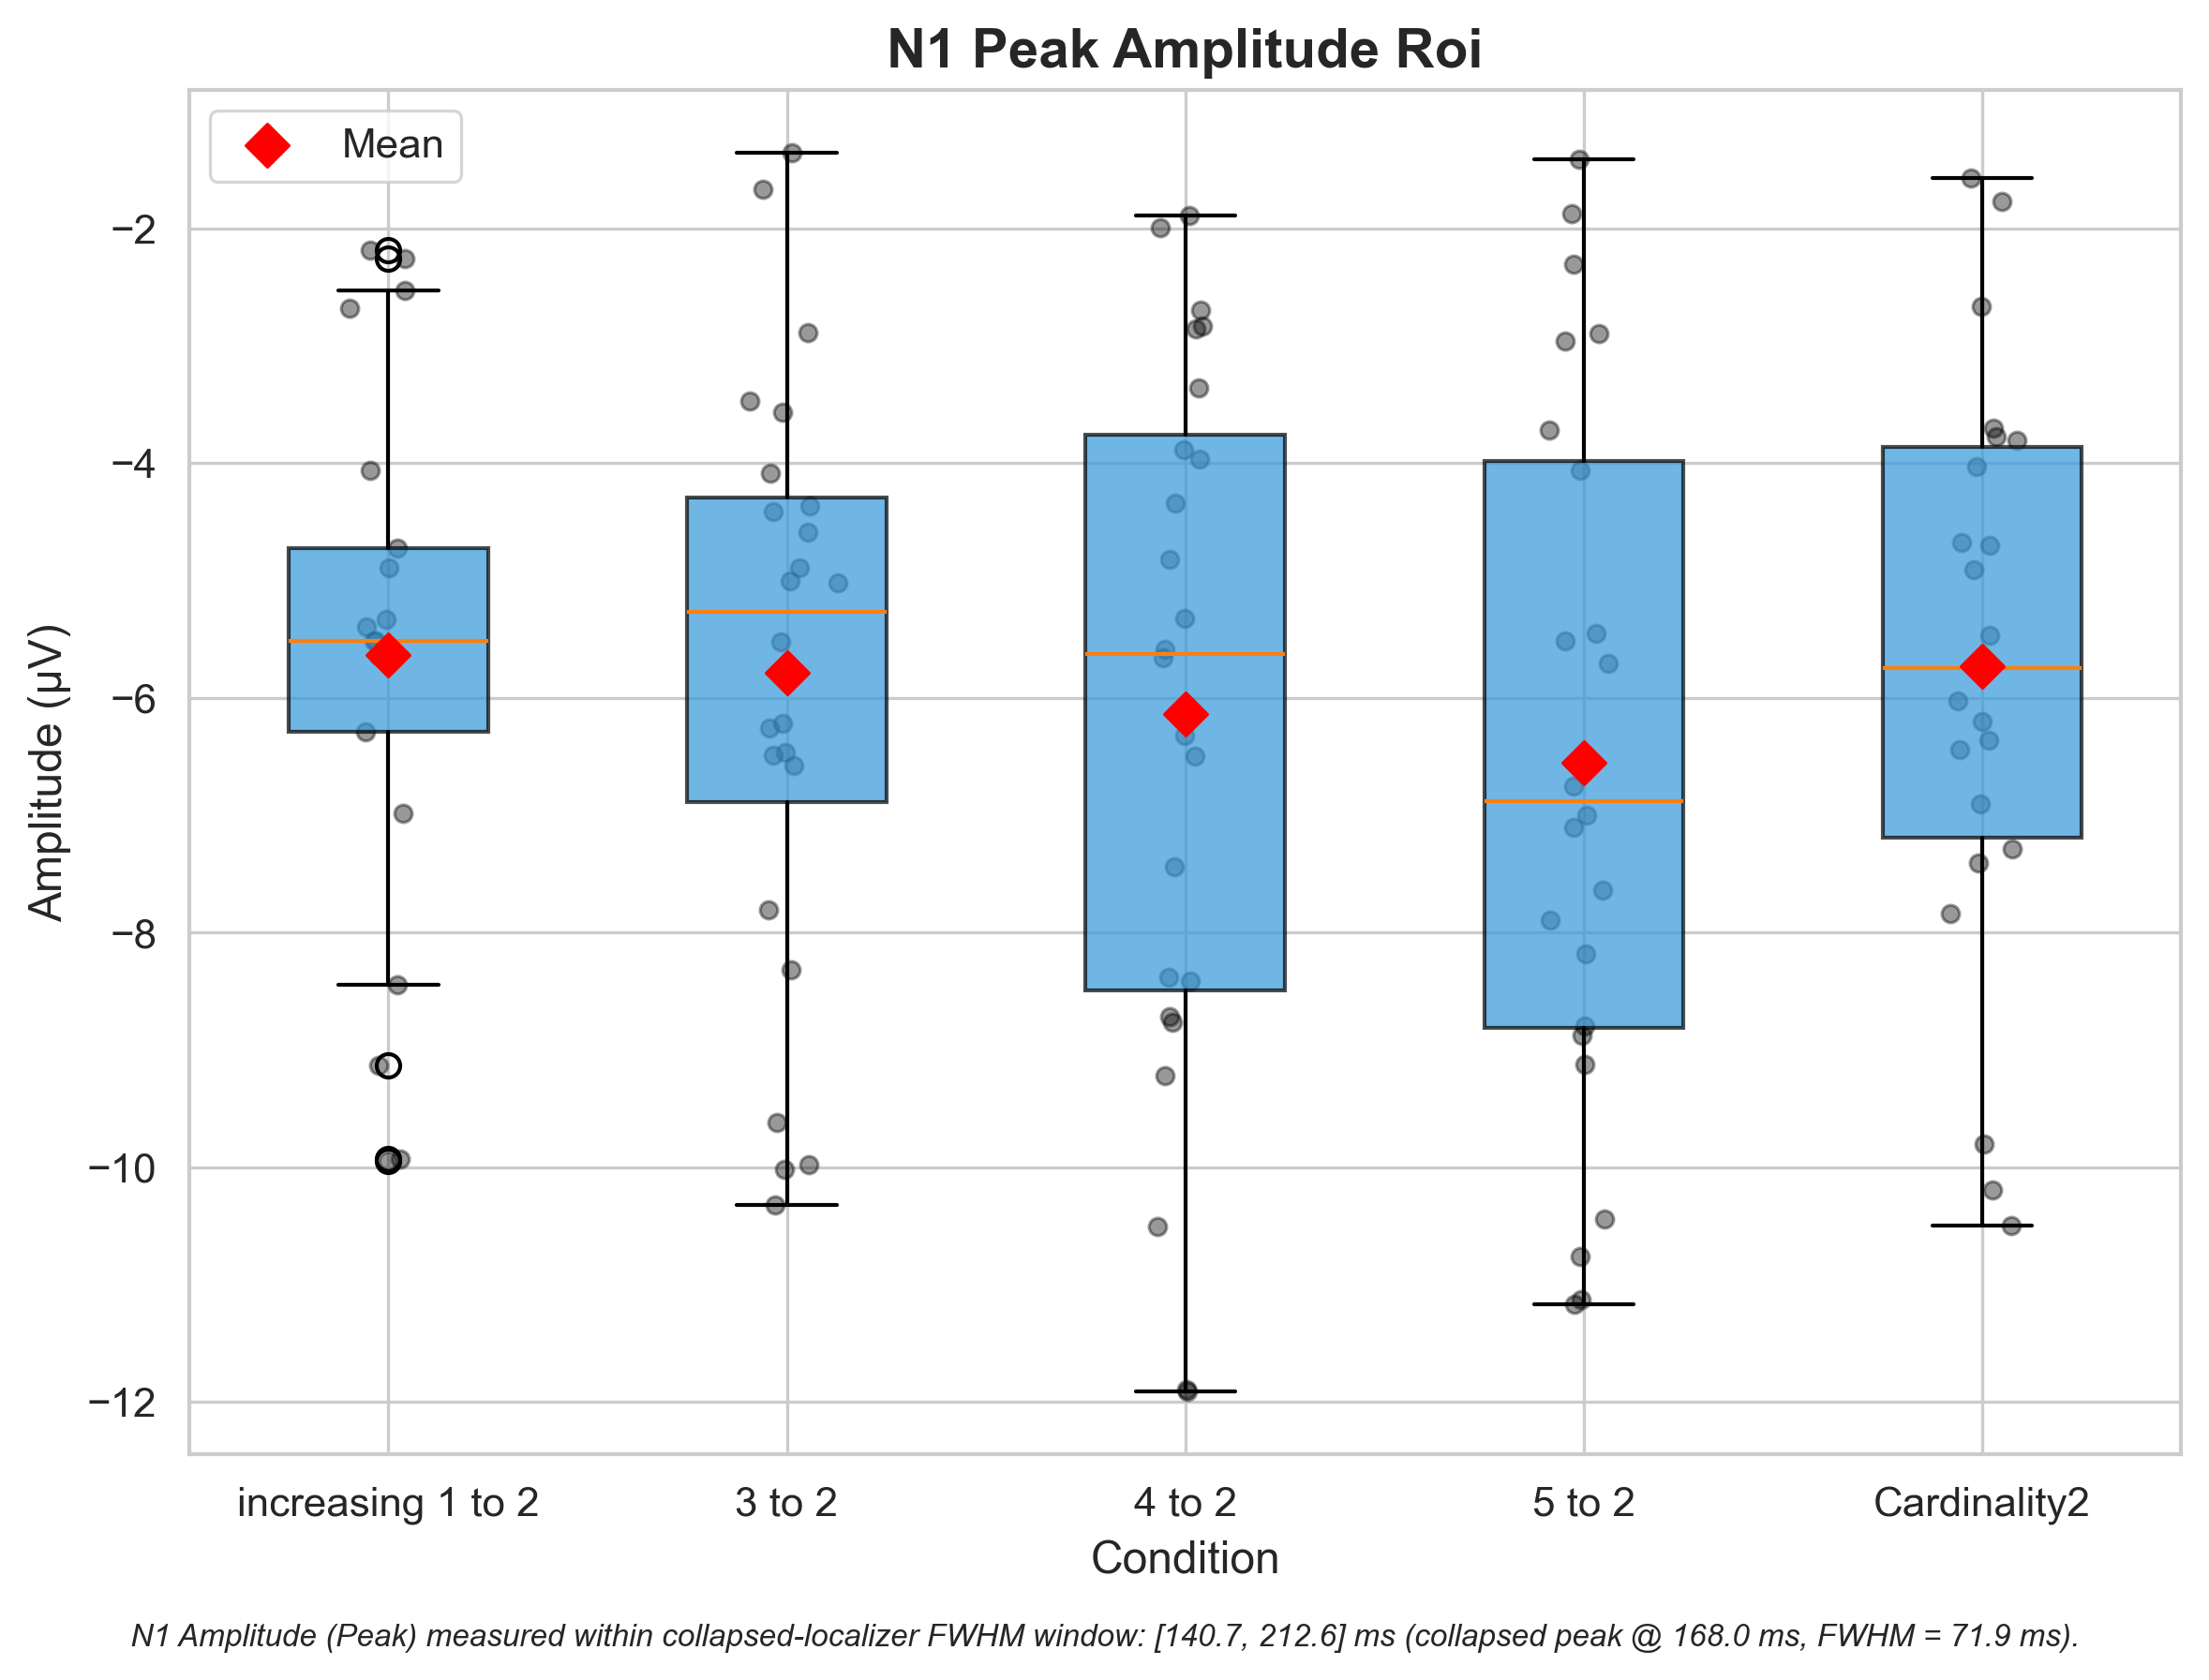 N1 Peak Amplitude Roi
Mean
Amplitude (µV)
−2
−4
−6
−8
−10
−12
increasing 1 to 2
3 to 2
4 to 2
5 to 2
Cardinality2
Condition
N1 Amplitude (Peak) measured within collapsed-localizer FWHM window: [140.7, 212.6] ms (collapsed peak @ 168.0 ms, FWHM = 71.9 ms).